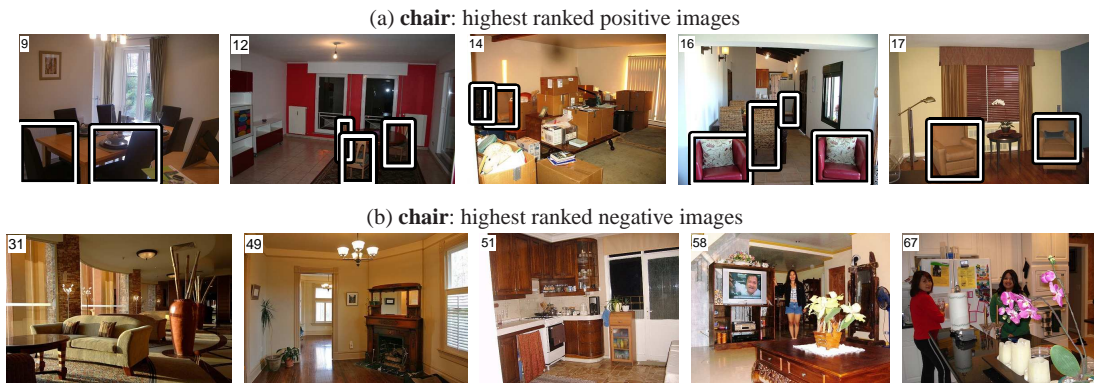 (a) chair: highest ranked positive images
9 12 14 16 17
(b) chair: highest ranked negative images
31 49 51 58 67